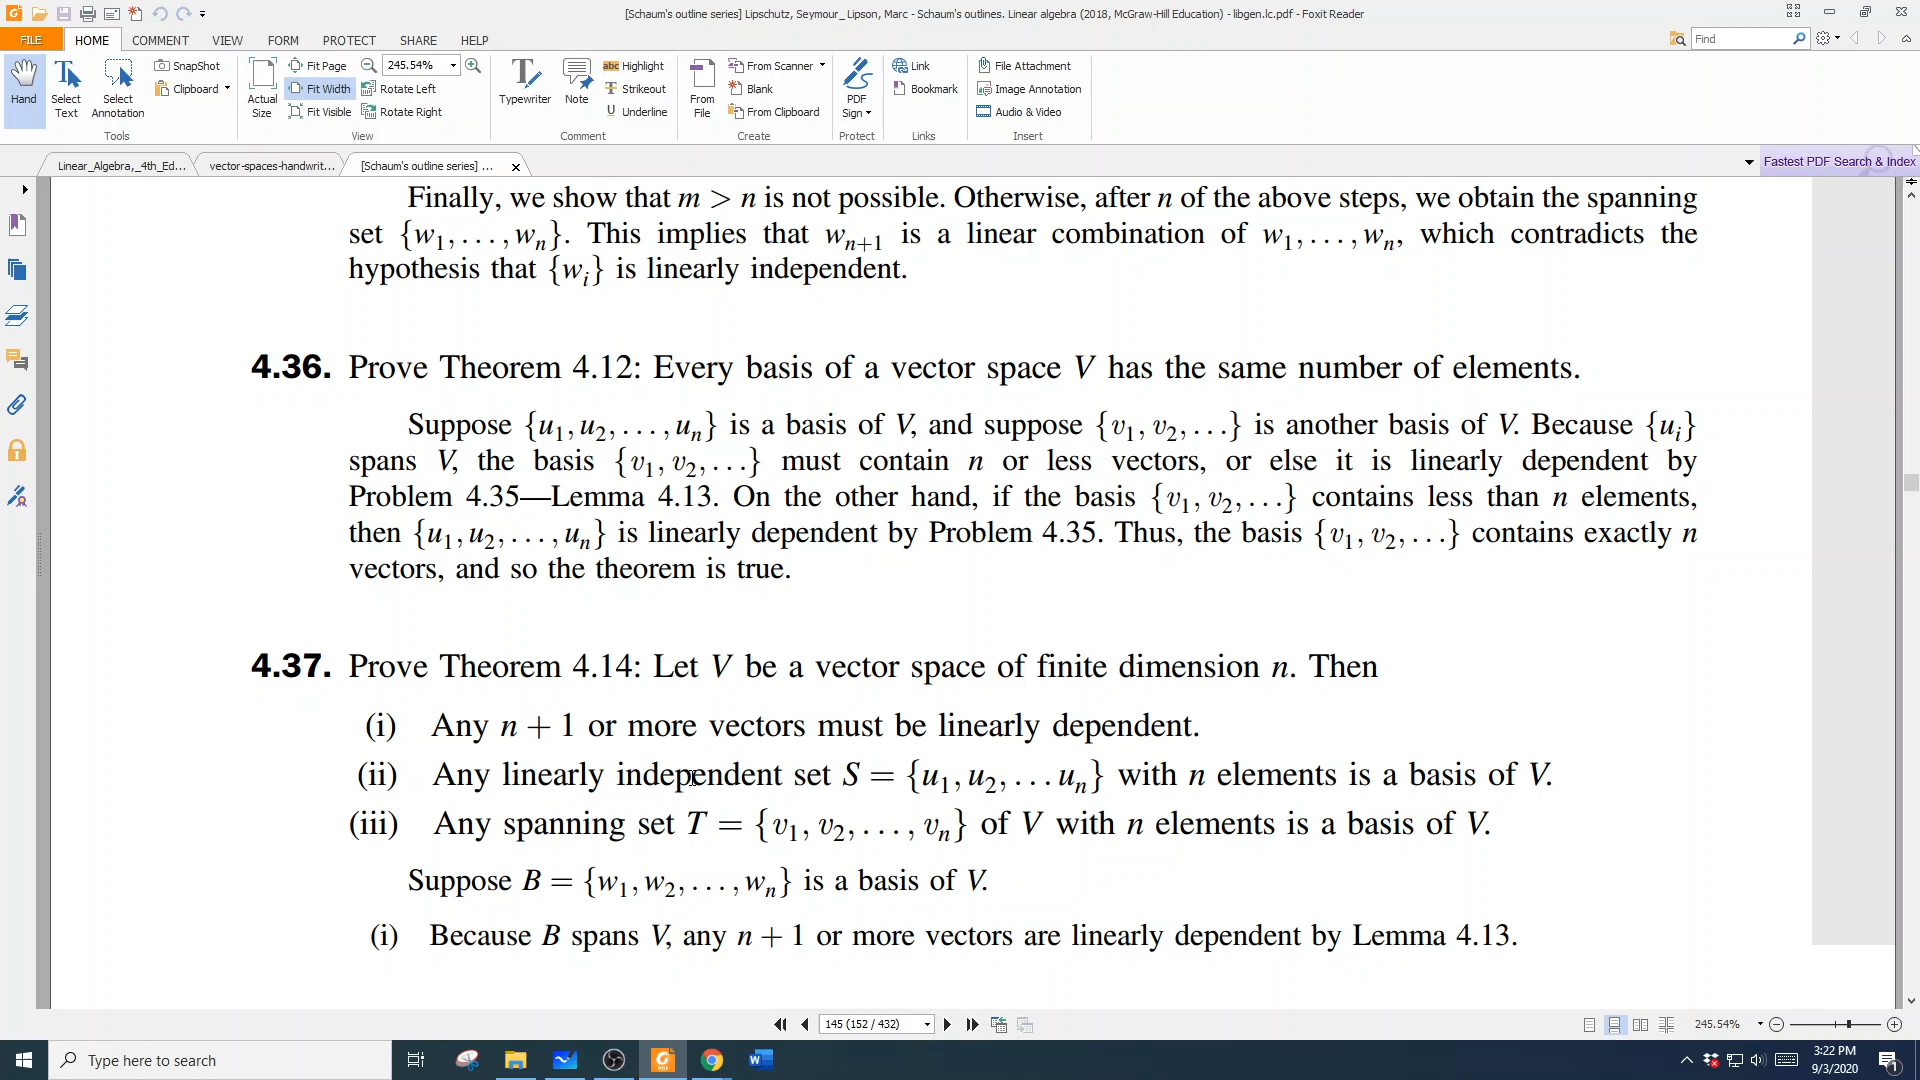 [Schaum's outline series] Lipschutz, Seymour_ Lipson, Marc - Schaum's outlines. Linear algebra (2018, McGraw-Hill Education) - libgen.lc.pdf - Foxit Reader
FILE HOME COMMENT VIEW FORM PROTECT SHARE HELP
Find
Hand
Select Text
Select Annotation
SnapShot
Clipboard
Tools
Actual Size
Fit Page
Fit Width
Fit Visible
245.54%
Rotate Left
Rotate Right
View
Typewriter
Note
abc Highlight
T Strikeout
U Underline
Comment
From File
From Scanner
Blank
From Clipboard
Create
PDF Sign
Protect
Link
Bookmark
Links
File Attachment
Image Annotation
Audio & Video
Insert
Linear_Algebra,_4th_Ed...
vector-spaces-handwrit...
[Schaum's outline series] ...
Fastest PDF Search & Index
Finally, we show that m > n is not possible. Otherwise, after n of the above steps, we obtain the spanning
set {w₁, . . . , wₙ}. This implies that wₙ₊₁ is a linear combination of w₁, . . . , wₙ, which contradicts the
hypothesis that {wᵢ} is linearly independent.
4.36. Prove Theorem 4.12: Every basis of a vector space V has the same number of elements.
Suppose {u₁, u₂, . . . , uₙ} is a basis of V, and suppose {v₁, v₂, . . .} is another basis of V. Because {uᵢ}
spans V, the basis {v₁, v₂, . . .} must contain n or less vectors, or else it is linearly dependent by
Problem 4.35—Lemma 4.13. On the other hand, if the basis {v₁, v₂, . . .} contains less than n elements,
then {u₁, u₂, . . . , uₙ} is linearly dependent by Problem 4.35. Thus, the basis {v₁, v₂, . . .} contains exactly n
vectors, and so the theorem is true.
4.37. Prove Theorem 4.14: Let V be a vector space of finite dimension n. Then
(i) Any n + 1 or more vectors must be linearly dependent.
(ii) Any linearly independent set S = {u₁, u₂, . . . uₙ} with n elements is a basis of V.
(iii) Any spanning set T = {v₁, v₂, . . . , vₙ} of V with n elements is a basis of V.
Suppose B = {w₁, w₂, . . . , wₙ} is a basis of V.
(i) Because B spans V, any n + 1 or more vectors are linearly dependent by Lemma 4.13.
145 (152 / 432)
245.54%
Type here to search
3:22 PM
9/3/2020